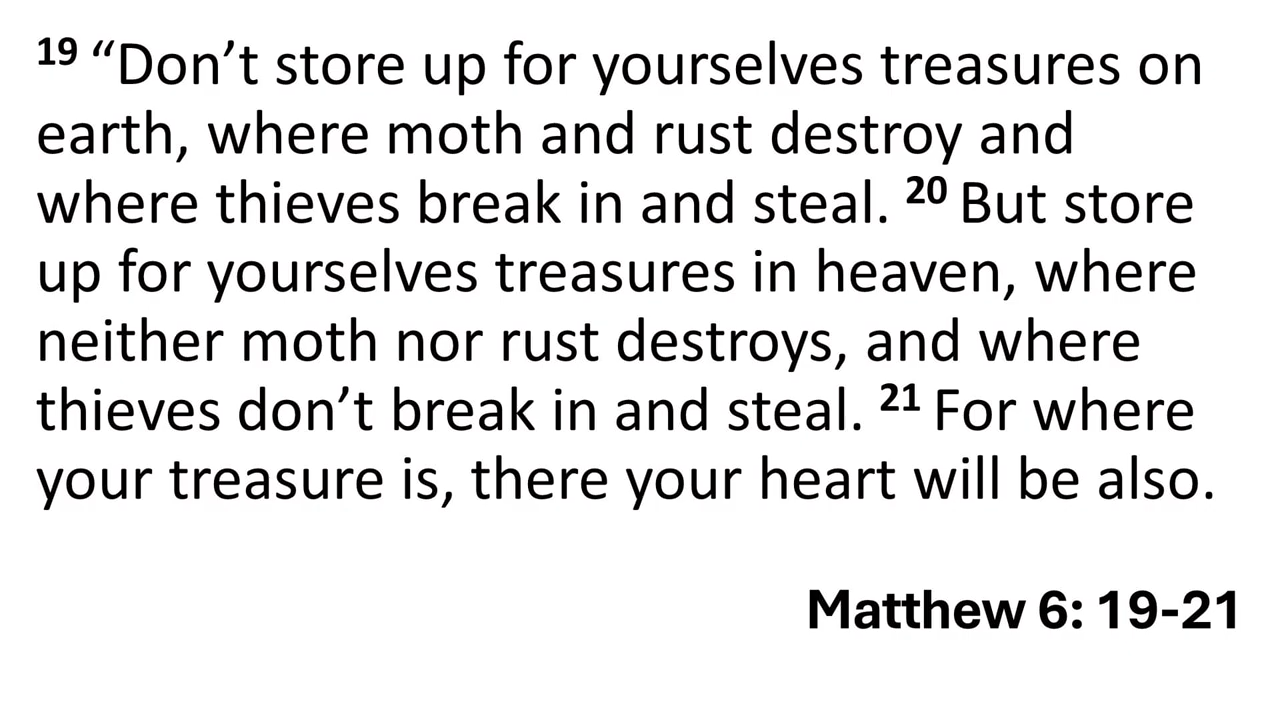 19 “Don’t store up for yourselves treasures on
earth, where moth and rust destroy and
where thieves break in and steal. 20 But store
up for yourselves treasures in heaven, where
neither moth nor rust destroys, and where
thieves don’t break in and steal. 21 For where
your treasure is, there your heart will be also.
Matthew 6: 19-21